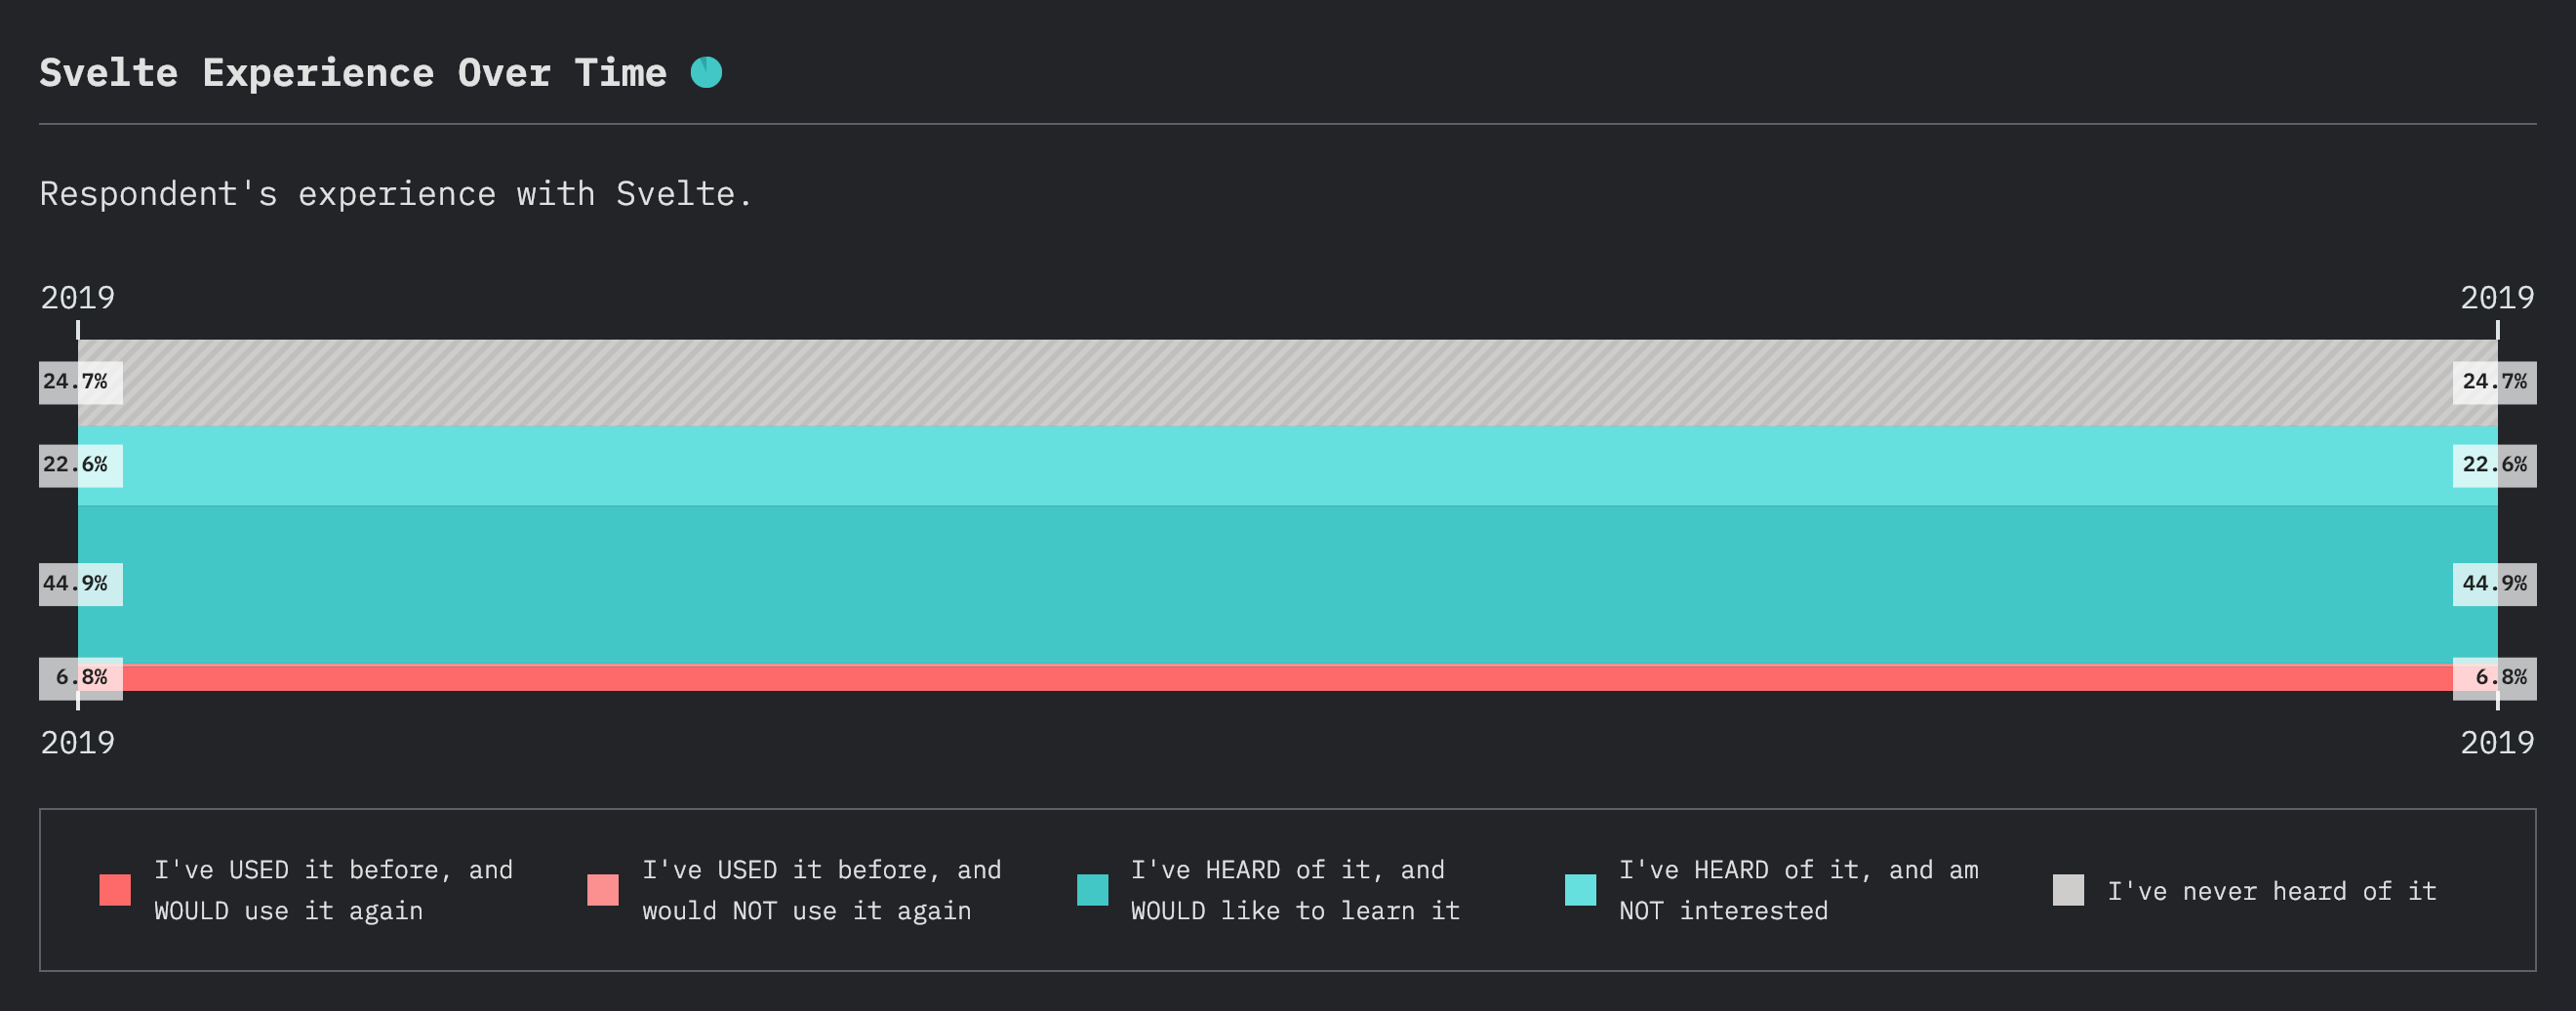 Svelte Experience Over Time
Respondent's experience with Svelte.
2019 2019
24.7% 24.7%
22.6% 22.6%
44.9% 44.9%
6.8% 6.8%
2019 2019
I've USED it before, and
WOULD use it again
I've USED it before, and
would NOT use it again
I've HEARD of it, and
WOULD like to learn it
I've HEARD of it, and am
NOT interested
I've never heard of it